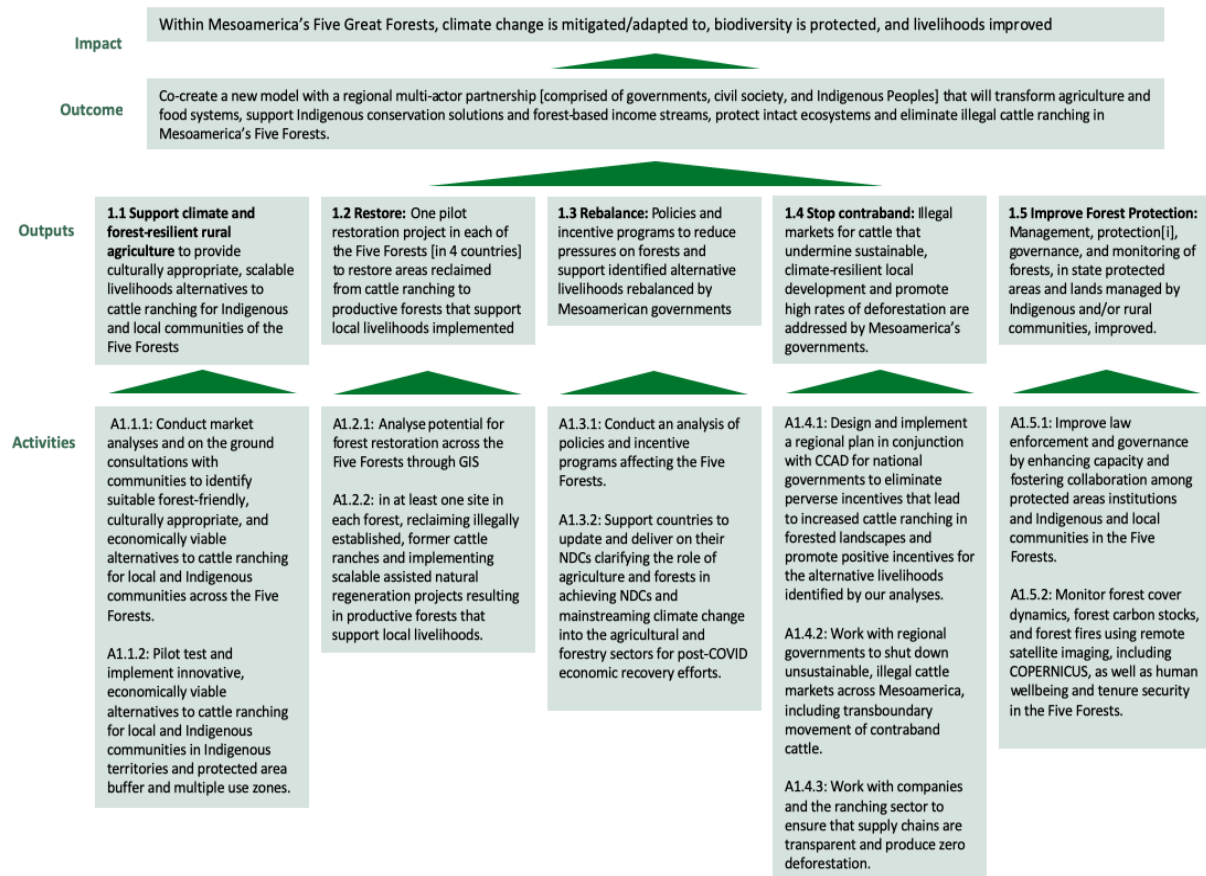 Impact
Within Mesoamerica's Five Great Forests, climate change is mitigated/adapted to, biodiversity is protected, and livelihoods improved
Outcome
Co-create a new model with a regional multi-actor partnership [comprised of governments, civil society, and Indigenous Peoples] that will transform agriculture and
food systems, support Indigenous conservation solutions and forest-based income streams, protect intact ecosystems and eliminate illegal cattle ranching in
Mesoamerica's Five Forests.
Outputs
1.1 Support climate and
forest-resilient rural
agriculture to provide
culturally appropriate, scalable
livelihoods alternatives to
cattle ranching for Indigenous
and local communities of the
Five Forests
1.2 Restore: One pilot
restoration project in each of
the Five Forests [in 4 countries]
to restore areas reclaimed
from cattle ranching to
productive forests that support
local livelihoods implemented
1.3 Rebalance: Policies and
incentive programs to reduce
pressures on forests and
support identified alternative
livelihoods rebalanced by
Mesoamerican governments
1.4 Stop contraband: Illegal
markets for cattle that
undermine sustainable,
climate-resilient local
development and promote
high rates of deforestation are
addressed by Mesoamerica's
governments.
1.5 Improve Forest Protection:
Management, protection[i],
governance, and monitoring of
forests, in state protected
areas and lands managed by
Indigenous and/or rural
communities, improved.
Activities
A1.1.1: Conduct market
analyses and on the ground
consultations with
communities to identify
suitable forest-friendly,
culturally appropriate, and
economically viable
alternatives to cattle ranching
for local and Indigenous
communities across the Five
Forests.
A1.1.2: Pilot test and
implement innovative,
economically viable
alternatives to cattle ranching
for local and Indigenous
communities in Indigenous
territories and protected area
buffer and multiple use zones.
A1.2.1: Analyse potential for
forest restoration across the
Five Forests through GIS
A1.2.2: in at least one site in
each forest, reclaiming illegally
established, former cattle
ranches and implementing
scalable assisted natural
regeneration projects resulting
in productive forests that
support local livelihoods.
A1.3.1: Conduct an analysis of
policies and incentive
programs affecting the Five
Forests.
A1.3.2: Support countries to
update and deliver on their
NDCs clarifying the role of
agriculture and forests in
achieving NDCs and
mainstreaming climate change
into the agricultural and
forestry sectors for post-COVID
economic recovery efforts.
A1.4.1: Design and implement
a regional plan in conjunction
with CCAD for national
governments to eliminate
perverse incentives that lead
to increased cattle ranching in
forested landscapes and
promote positive incentives for
the alternative livelihoods
identified by our analyses.
A1.4.2: Work with regional
governments to shut down
unsustainable, illegal cattle
markets across Mesoamerica,
including transboundary
movement of contraband
cattle.
A1.4.3: Work with companies
and the ranching sector to
ensure that supply chains are
transparent and produce zero
deforestation.
A1.5.1: Improve law
enforcement and governance
by enhancing capacity and
fostering collaboration among
protected areas institutions
and Indigenous and local
communities in the Five
Forests.
A1.5.2: Monitor forest cover
dynamics, forest carbon stocks,
and forest fires using remote
satellite imaging, including
COPERNICUS, as well as human
wellbeing and tenure security
in the Five Forests.